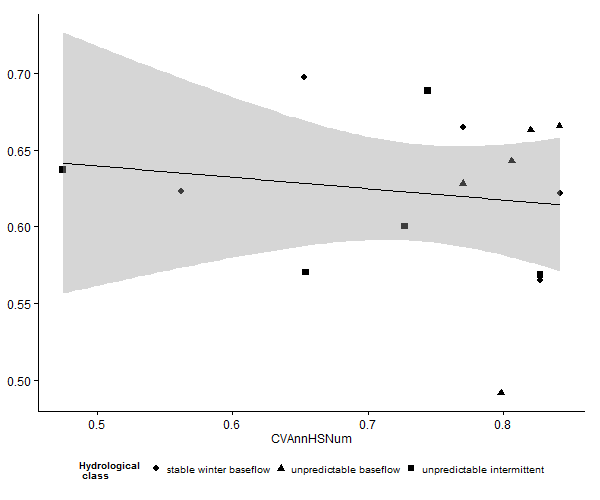 0.70
0.65
0.60
0.55
0.50
0.5 0.6 0.7 0.8
CVAnnHSNum
Hydrological
class
stable winter baseflow unpredictable baseflow unpredictable intermittent